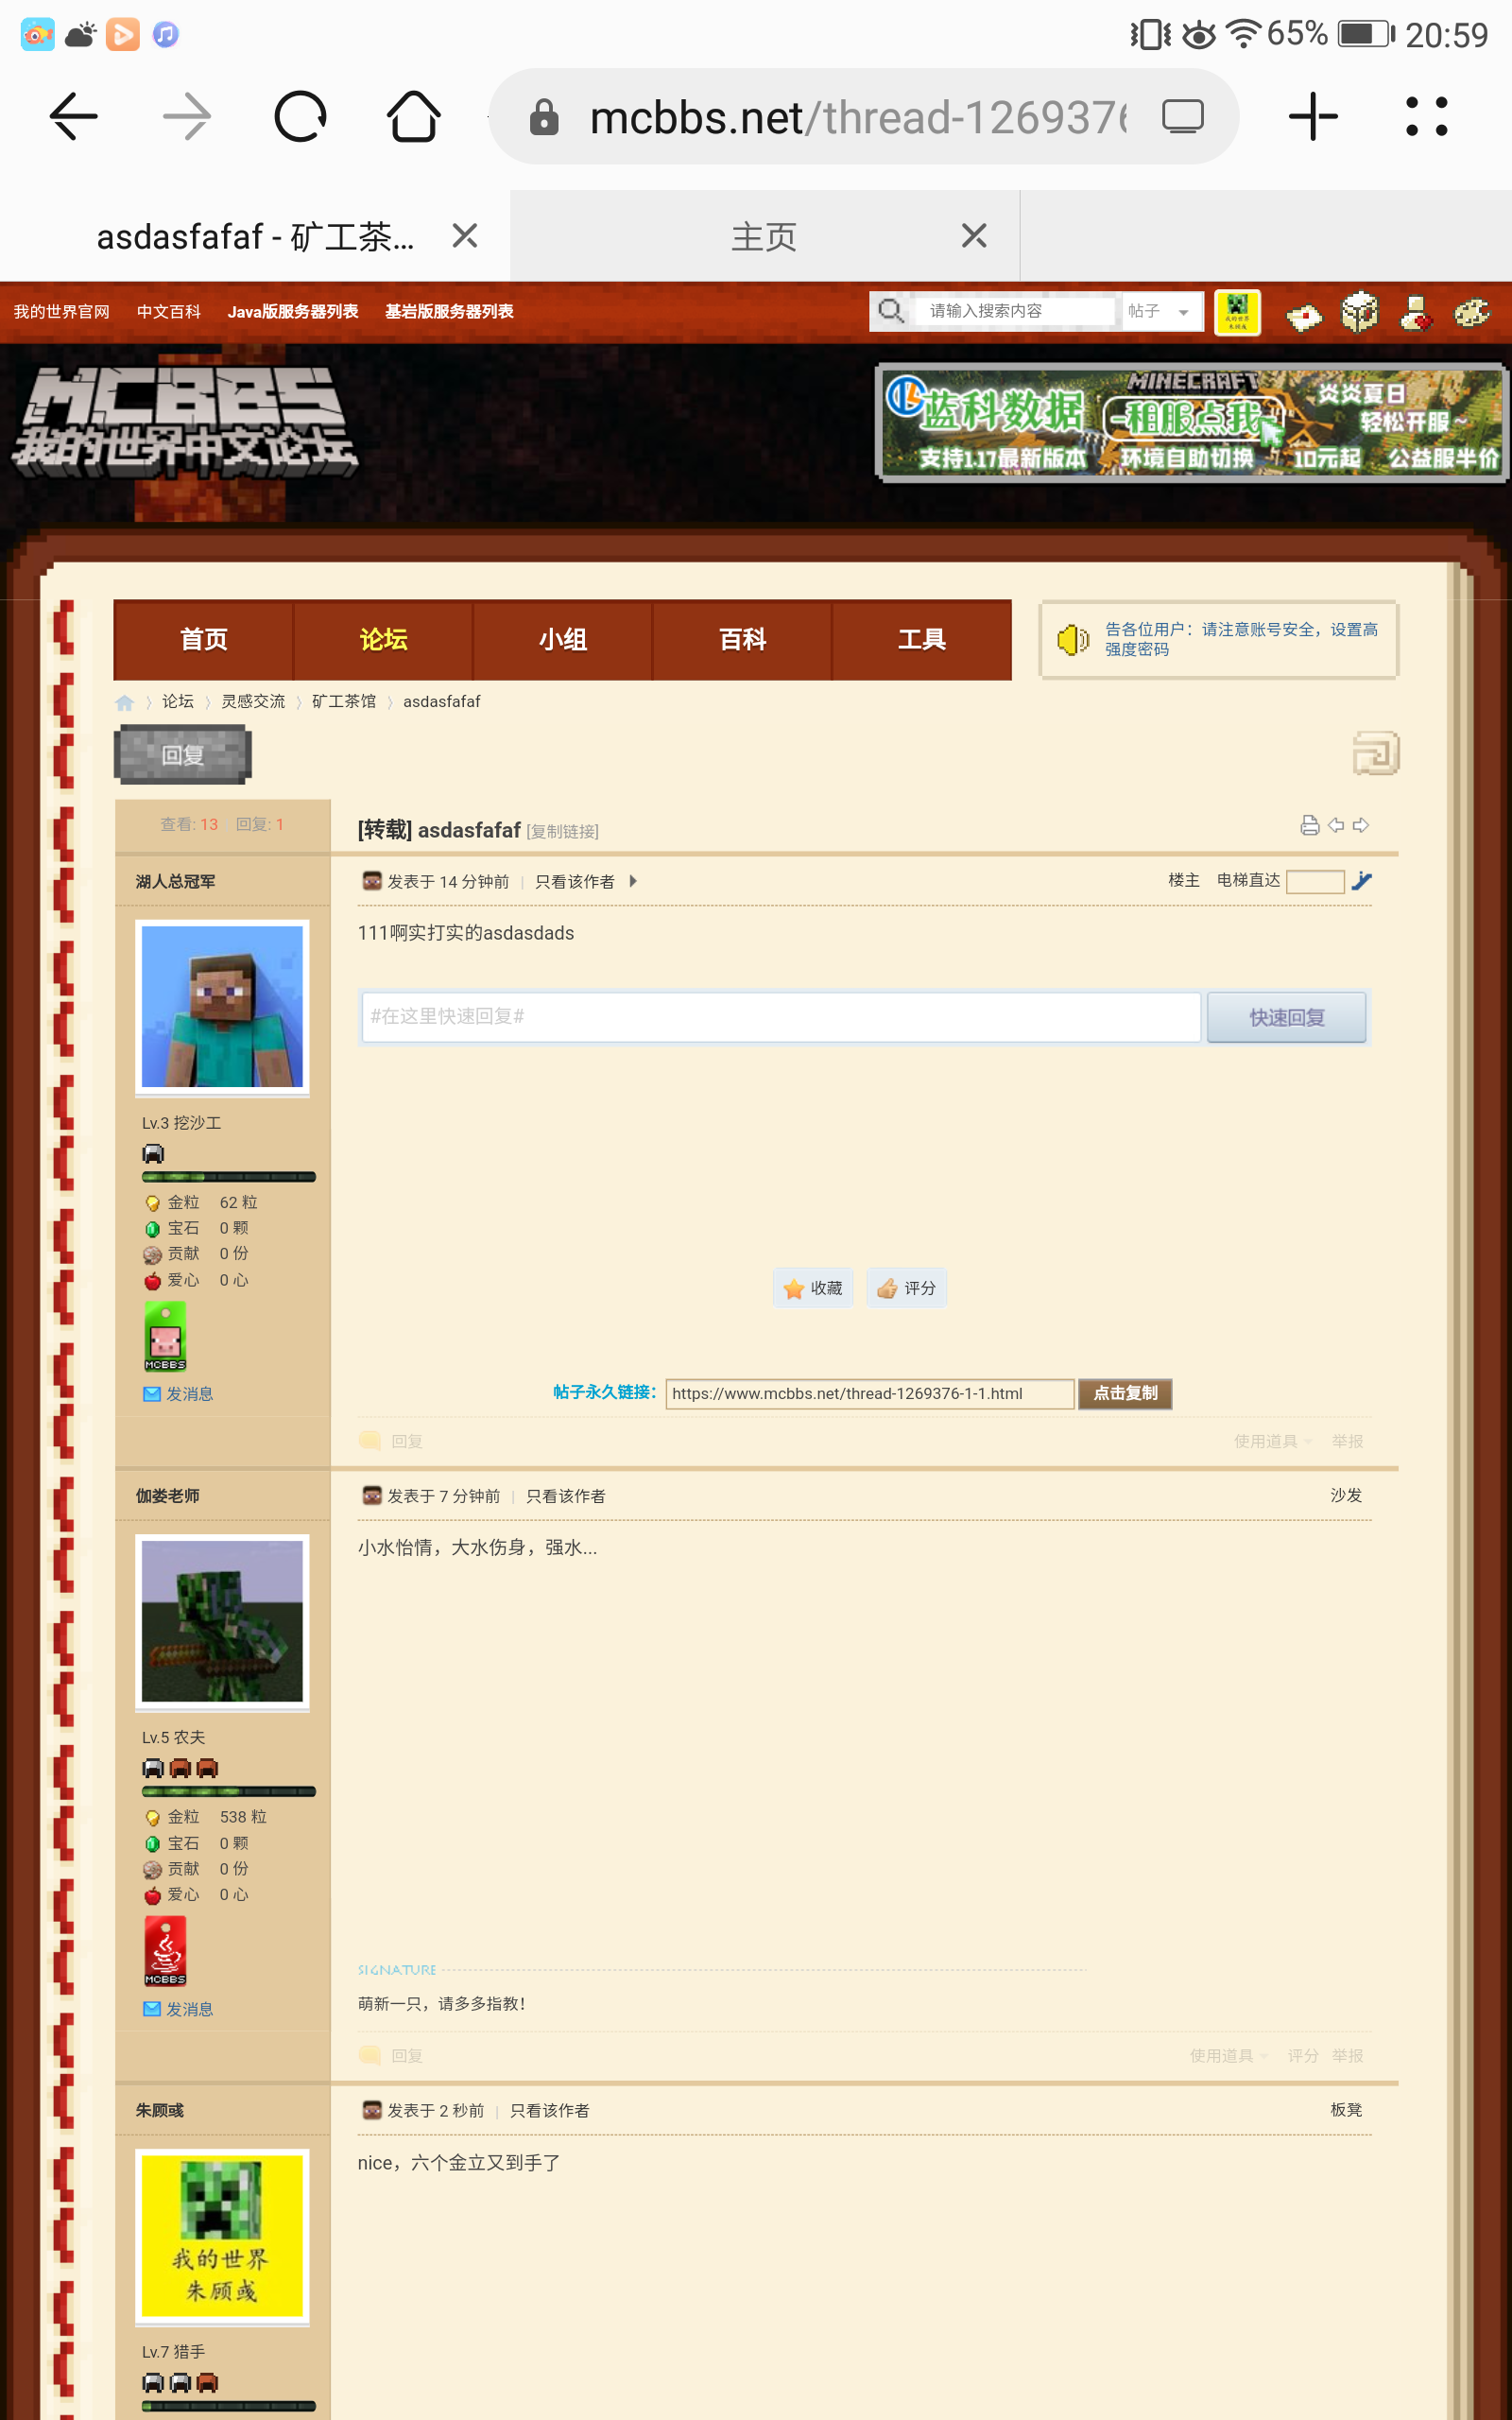 65% 20:59
mcbbs.net/thread-1269376
asdasfafaf - 矿工茶...
主页
我的世界官网 中文百科 Java版服务器列表 基岩版服务器列表 请输入搜索内容 帖子
MCBBS
我的世界中文论坛
蓝科数据 MINECRAFT 租服点我 炎炎夏日 轻松开服~
支持1.17最新版本 环境自助切换 10元起 公益服半价
首页 论坛 小组 百科 工具
告各位用户：请注意账号安全，设置高
强度密码
论坛 灵感交流 矿工茶馆 asdasfafaf
回复
查看: 13 回复: 1
[转载] asdasfafaf [复制链接]
湖人总冠军
发表于 14 分钟前 | 只看该作者
楼主 电梯直达
111啊实打实的asdasdads
#在这里快速回复# 快速回复
Lv.3 挖沙工
金粒 62 粒
宝石 0 颗
贡献 0 份
爱心 0 心
收藏 评分
MCBBS
发消息
帖子永久链接： https://www.mcbbs.net/thread-1269376-1-1.html 点击复制
回复 使用道具 举报
伽娄老师
发表于 7 分钟前 | 只看该作者 沙发
小水怡情，大水伤身，强水...
Lv.5 农夫
金粒 538 粒
宝石 0 颗
贡献 0 份
爱心 0 心
MCBBS
发消息
SIGNATURE
萌新一只，请多多指教！
回复 使用道具 评分 举报
朱顾彧
发表于 2 秒前 | 只看该作者 板凳
nice，六个金立又到手了
我的世界
朱顾彧
Lv.7 猎手